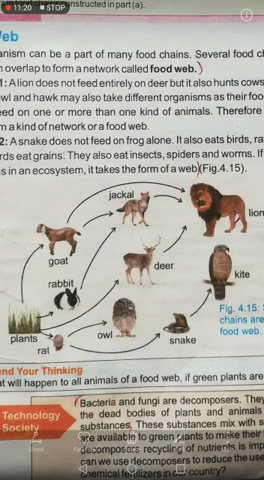 11:20 STOP
nstructed in part(a).
Web
anism can be a part of many food chains. Several food ch
n overlap to form a network called food web.
1: A lion does not feed entirely on deer but it also hunts cows
wl and hawk may also take different organisms as their foo
eed on one or more than one kind of animals. Therefore
m a kind of network or a food web.
2: A snake does not feed on frog alone. It also eats birds, ra
rds eat grains. They also eat insects, spiders and worms. If
s in an ecosystem, it takes the form of a web (Fig.4.15).
jackal
lion
goat
deer
rabbit
kite
plants
owl
snake
rat
Fig. 4.15:
chains are
food web.
end Your Thinking
at will happen to all animals of a food web, if green plants are
Technology
Society
Bacteria and fungi are decomposers. They
the dead bodies of plants and animals
substances. These substances mix with s
are available to green plants to make their
decomposers recycling of nutrients is imp
can we use decomposers to reduce the use
chemical fertilizers in our country?